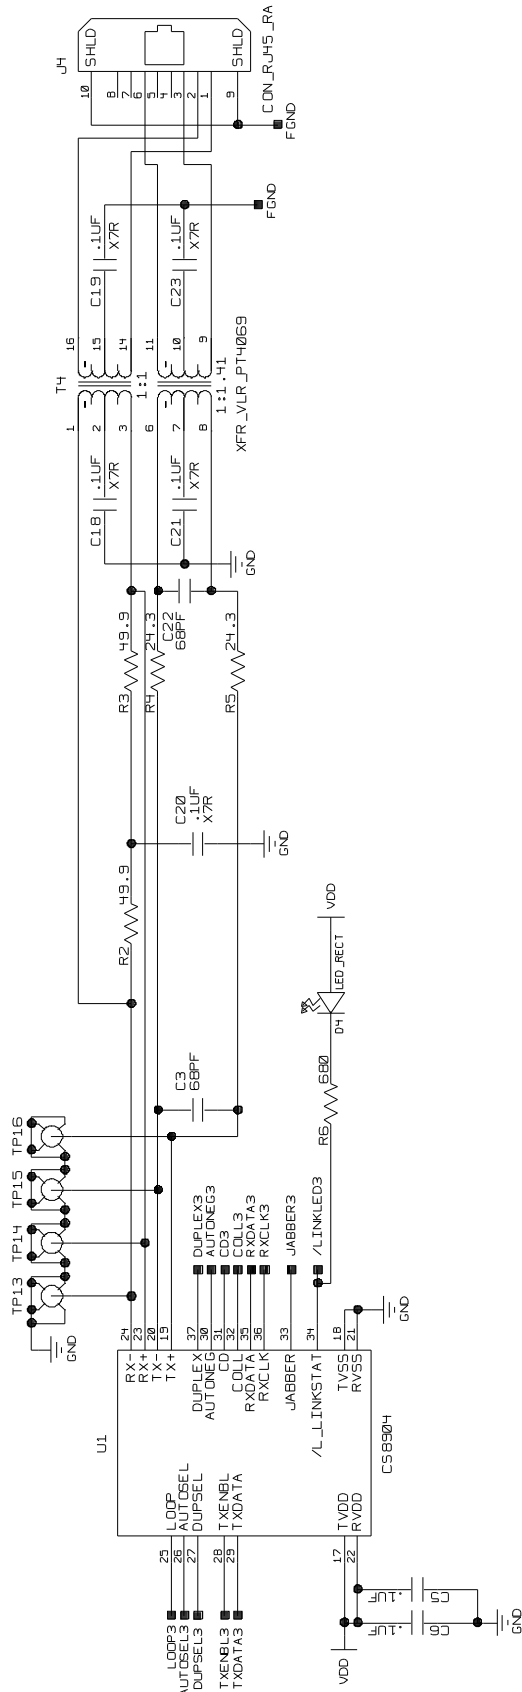 J4
SHLD
SHLD
10
8
7
6
5
4
3
2
1
9
CON_RJ45_RA
FGND
FGND
.1UF
X7R
C19
.1UF
X7R
C23
16
15
14
11
10
9
T4
1:1
1:1.41
XFR_VLR_PT4069
1
2
3
6
7
8
.1UF
X7R
C18
.1UF
X7R
C21
GND
49.9
R3
24.3
R4
C22
68PF
24.3
R5
C20
.1UF
X7R
GND
49.9
R2
VDD
LED_RECT
D4
680
R6
C3
68PF
TP16
TP15
TP14
TP13
GND
24
23
20
19
37
30
31
32
35
36
33
34
18
21
DUPLEX3
AUTONEG3
CD3
COLL3
RXDATA3
RXCLK3
JABBER3
/LINKLED3
GND
RX-
RX+
TX-
TX+
DUPLEX
AUTONEG
CD
COLL
RXDATA
RXCLK
JABBER
/L_LINKSTAT
TVSS
RVSS
U1
CS8904
LOOP
AUTOSEL
DUPSEL
TXENBL
TXDATA
TVDD
RVDD
25
26
27
28
29
17
22
LOOP3
AUTOSEL3
DUPSEL3
TXENBL3
TXDATA3
VDD
.1UF
C5
.1UF
C6
GND